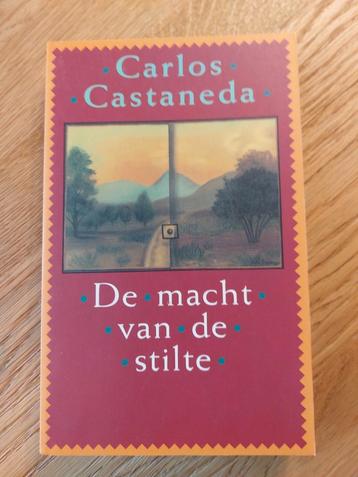 · Carlos ·
· Castaneda ·
· De · macht ·
· van · de ·
· stilte ·